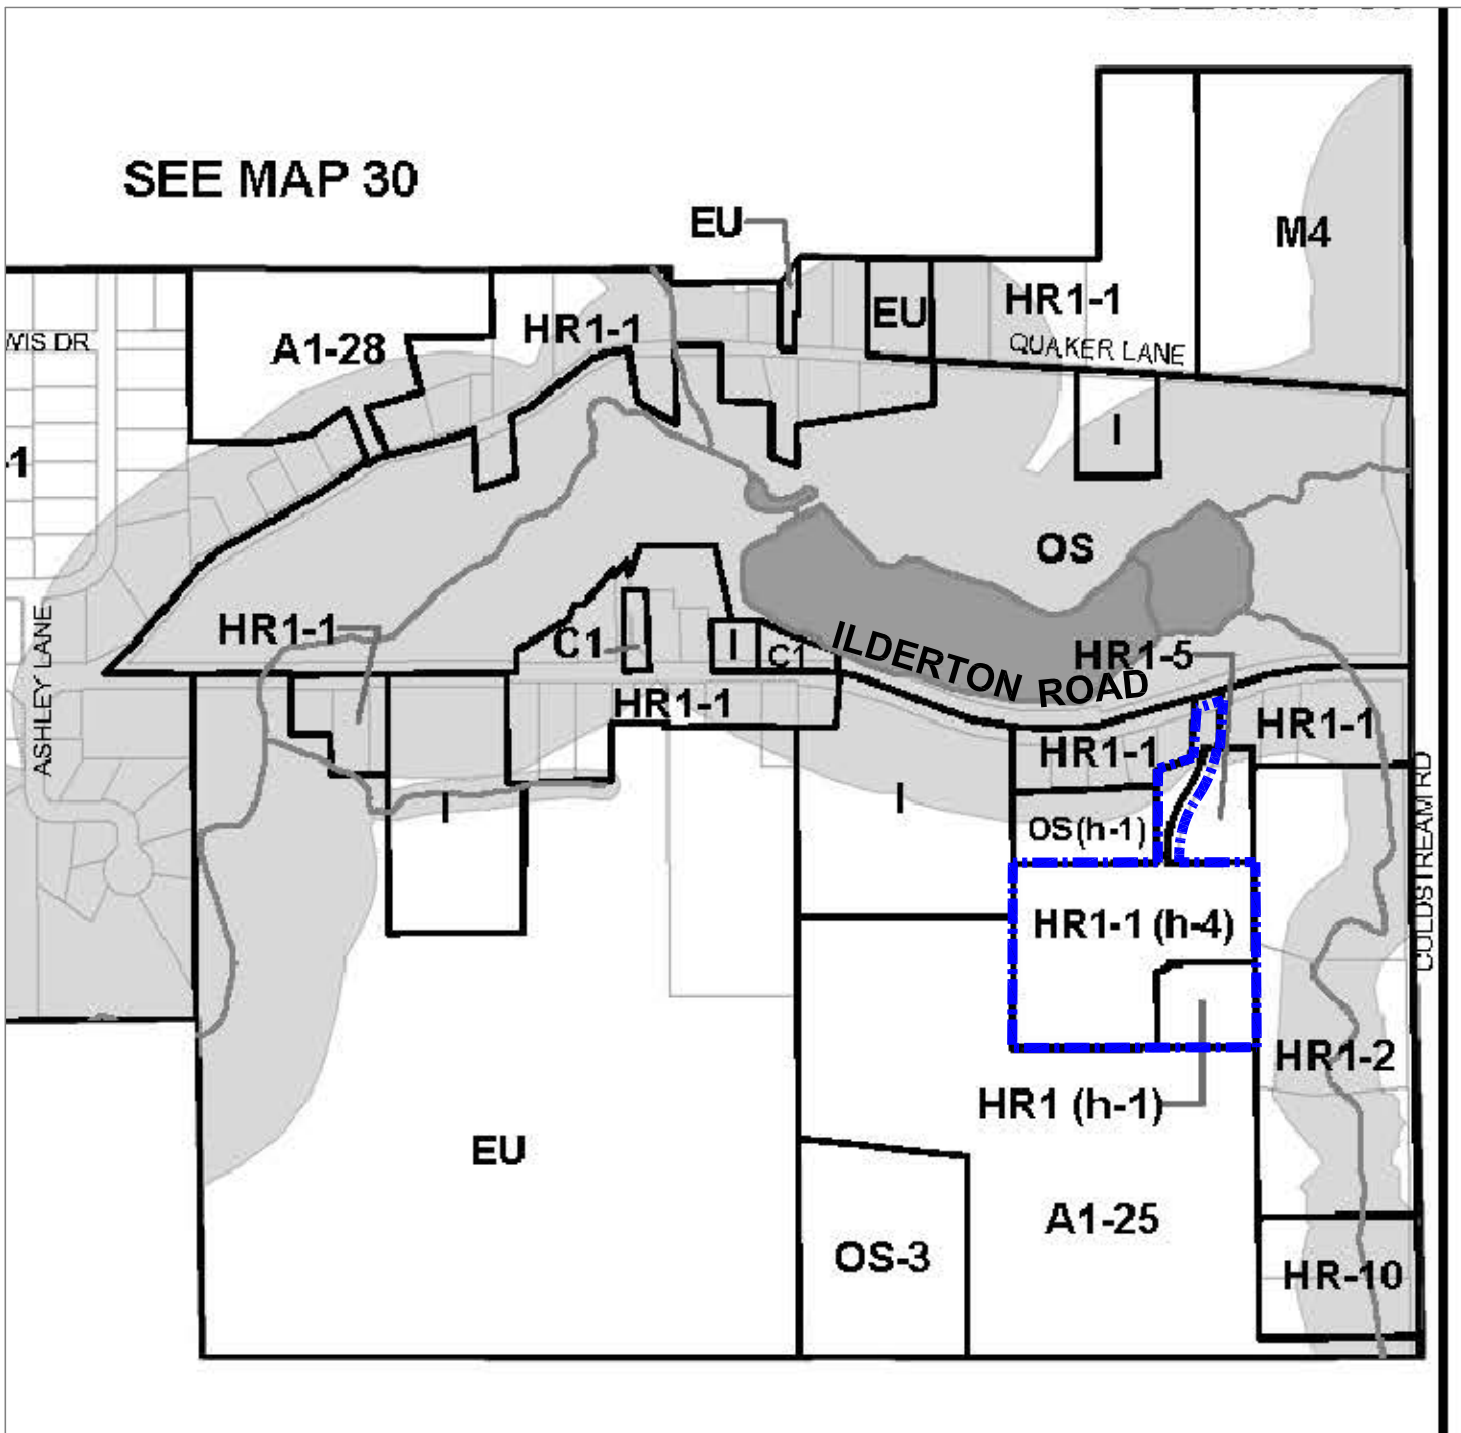 SEE MAP 30
EU
M4
HR1-1
EU
HR1-1
WIS DR
A1-28
QUAKER LANE
I
-1
OS
HR1-1
C1
I
C1
ILDERTON ROAD
HR1-5
ASHLEY LANE
HR1-1
HR1-1
HR1-1
I
I
OS(h-1)
COLDSTREAM RD
HR1-1 (h-4)
HR1-2
HR1 (h-1)
EU
A1-25
OS-3
HR-10